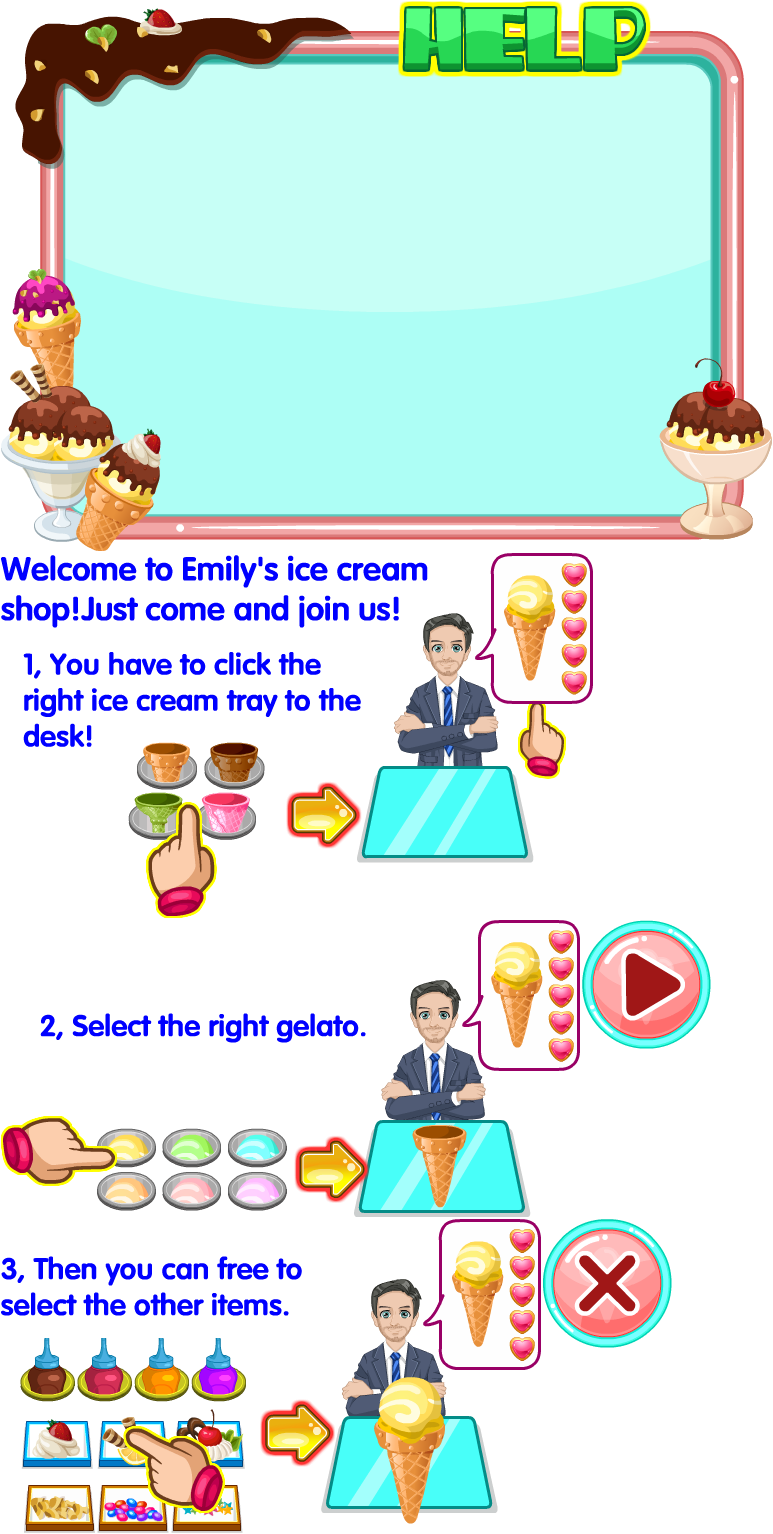 HELP
Welcome to Emily's ice cream
shop!Just come and join us!
1, You have to click the
right ice cream tray to the
desk!
2, Select the right gelato.
3, Then you can free to
select the other items.